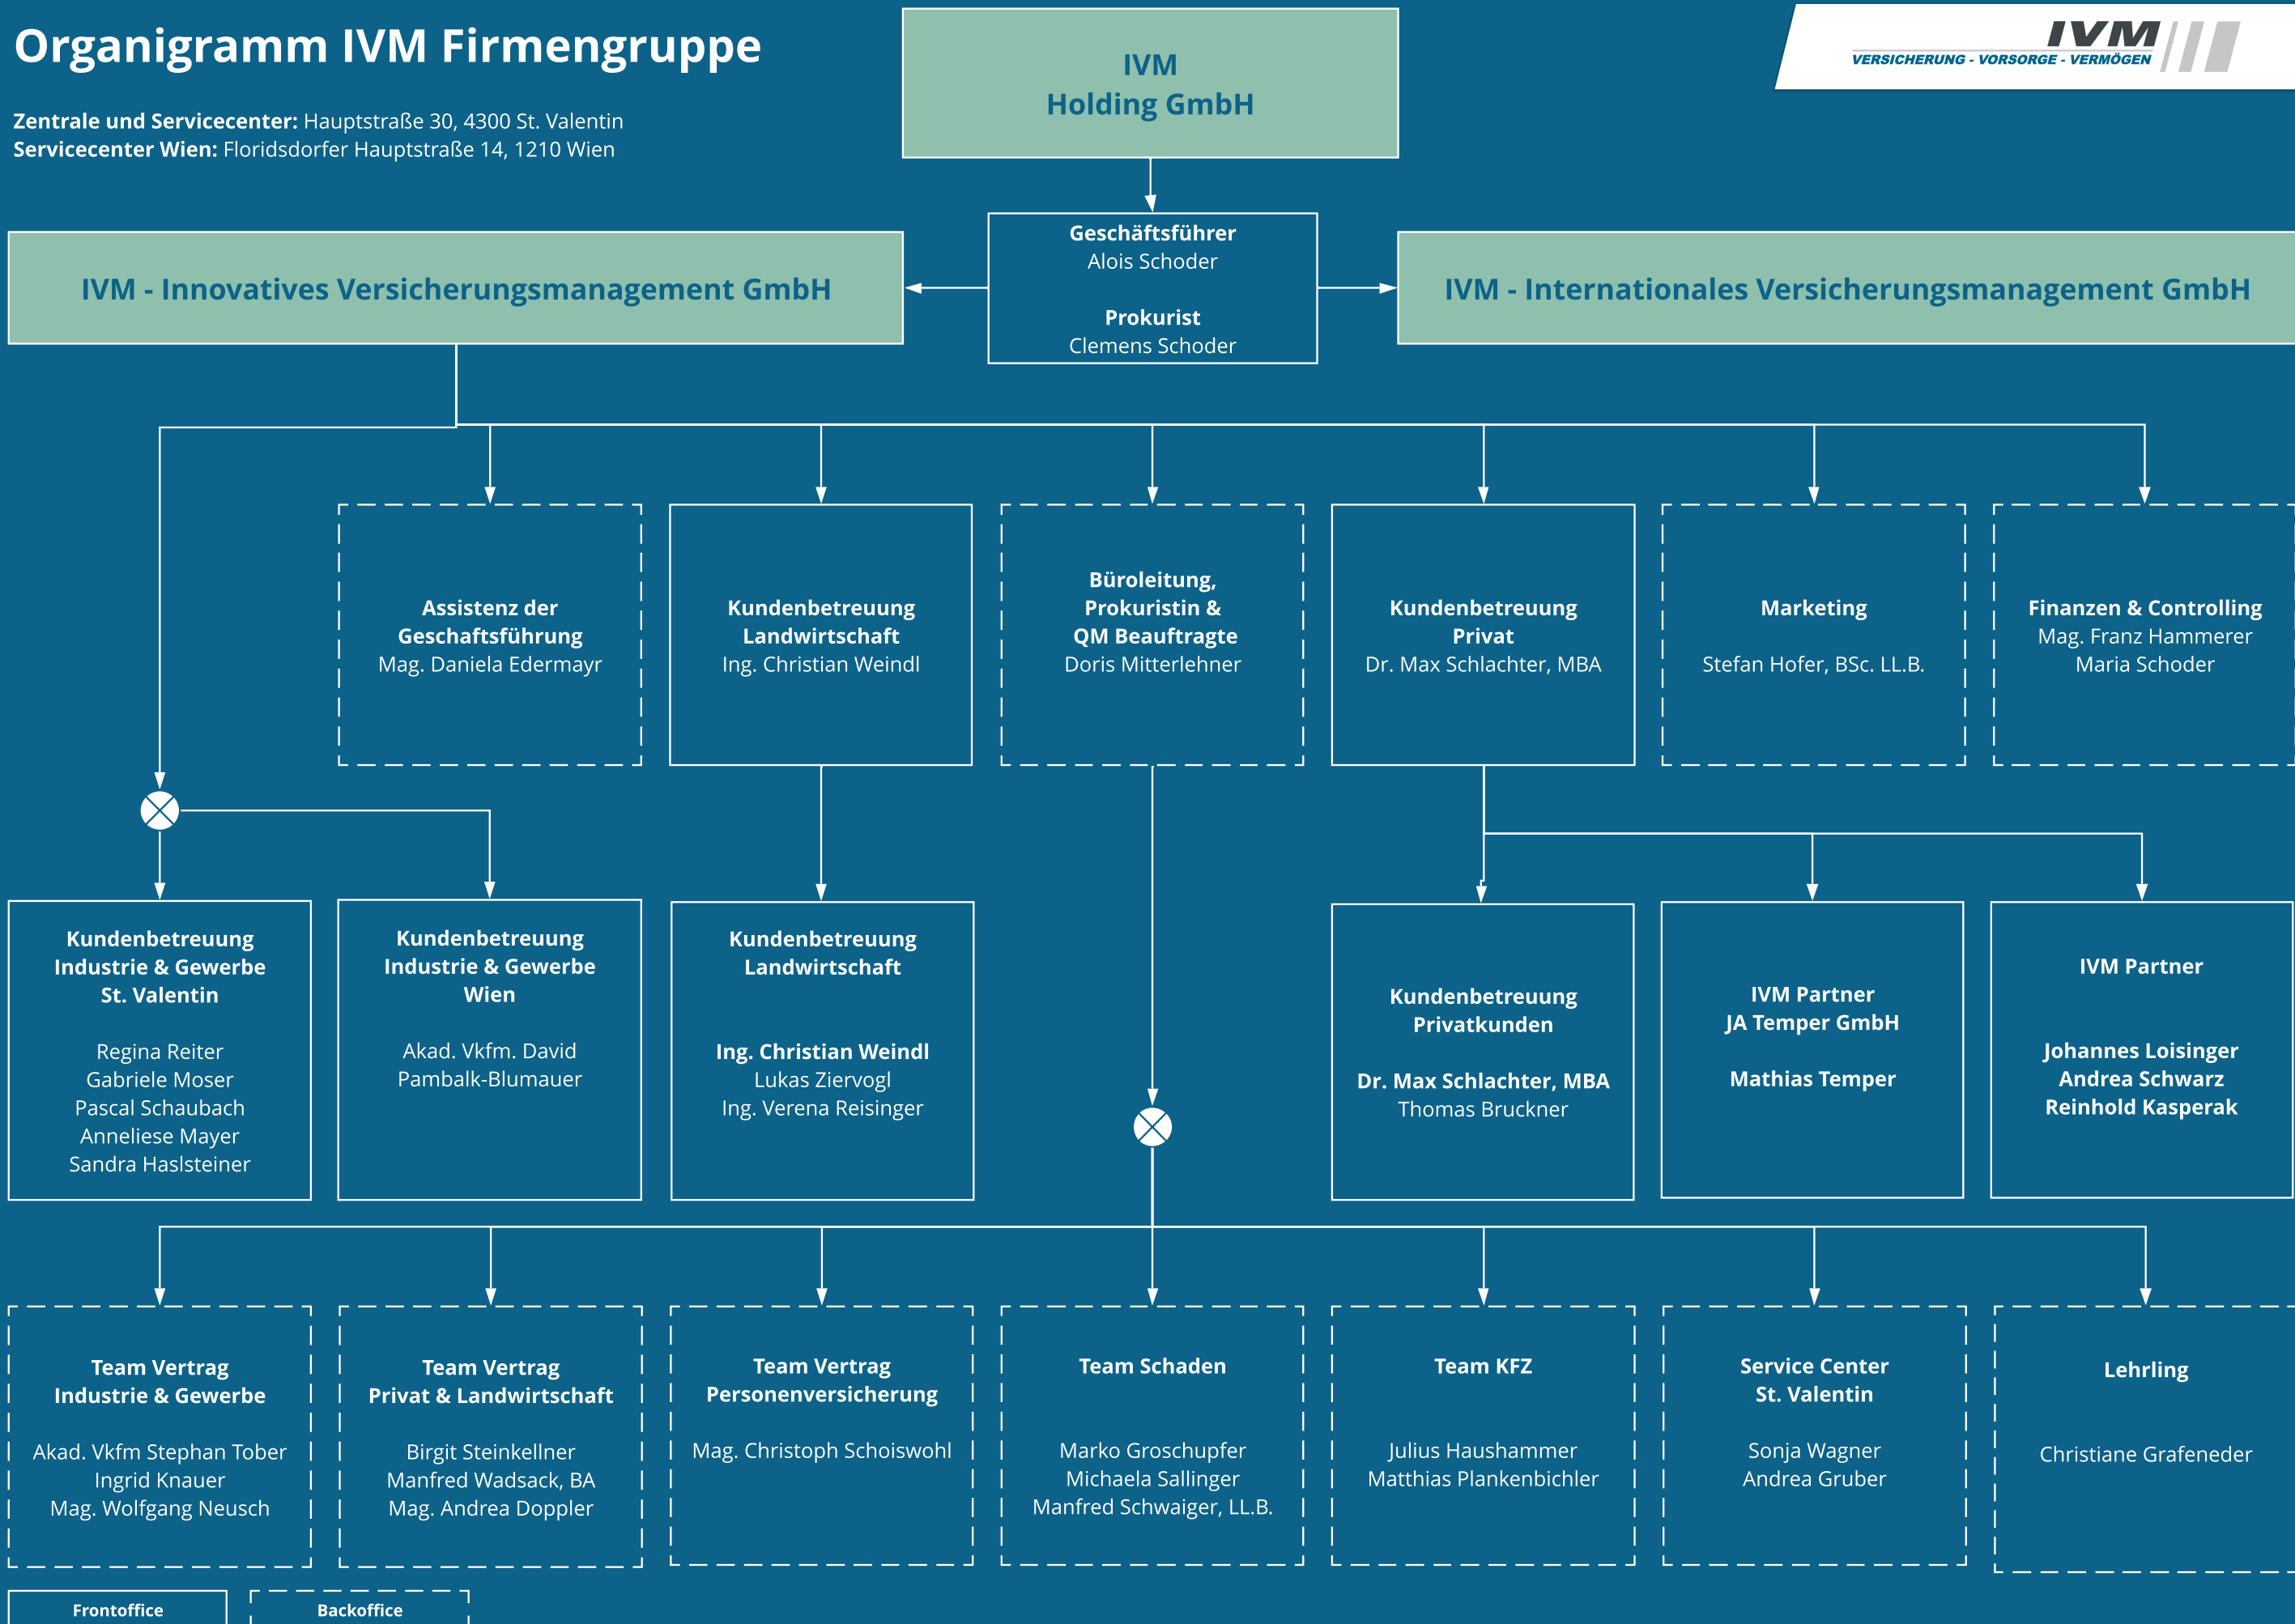 Organigramm IVM Firmengruppe
Zentrale und Servicecenter: Hauptstraße 30, 4300 St. Valentin
Servicecenter Wien: Floridsdorfer Hauptstraße 14, 1210 Wien
IVM
Holding GmbH
IVM
VERSICHERUNG - VORSORGE - VERMÖGEN
Geschäftsführer
Alois Schoder
Prokurist
Clemens Schoder
IVM - Innovatives Versicherungsmanagement GmbH
IVM - Internationales Versicherungsmanagement GmbH
Assistenz der
Geschaftsführung
Mag. Daniela Edermayr
Kundenbetreuung
Landwirtschaft
Ing. Christian Weindl
Büroleitung,
Prokuristin &
QM Beauftragte
Doris Mitterlehner
Kundenbetreuung
Privat
Dr. Max Schlachter, MBA
Marketing
Stefan Hofer, BSc. LL.B.
Finanzen & Controlling
Mag. Franz Hammerer
Maria Schoder
Kundenbetreuung
Industrie & Gewerbe
St. Valentin
Regina Reiter
Gabriele Moser
Pascal Schaubach
Anneliese Mayer
Sandra Haslsteiner
Kundenbetreuung
Industrie & Gewerbe
Wien
Akad. Vkfm. David
Pambalk-Blumauer
Kundenbetreuung
Landwirtschaft
Ing. Christian Weindl
Lukas Ziervogl
Ing. Verena Reisinger
Kundenbetreuung
Privatkunden
Dr. Max Schlachter, MBA
Thomas Bruckner
IVM Partner
JA Temper GmbH
Mathias Temper
IVM Partner
Johannes Loisinger
Andrea Schwarz
Reinhold Kasperak
Team Vertrag
Industrie & Gewerbe
Akad. Vkfm Stephan Tober
Ingrid Knauer
Mag. Wolfgang Neusch
Team Vertrag
Privat & Landwirtschaft
Birgit Steinkellner
Manfred Wadsack, BA
Mag. Andrea Doppler
Team Vertrag
Personenversicherung
Mag. Christoph Schoiswohl
Team Schaden
Marko Groschupfer
Michaela Sallinger
Manfred Schwaiger, LL.B.
Team KFZ
Julius Haushammer
Matthias Plankenbichler
Service Center
St. Valentin
Sonja Wagner
Andrea Gruber
Lehrling
Christiane Grafeneder
Frontoffice
Backoffice